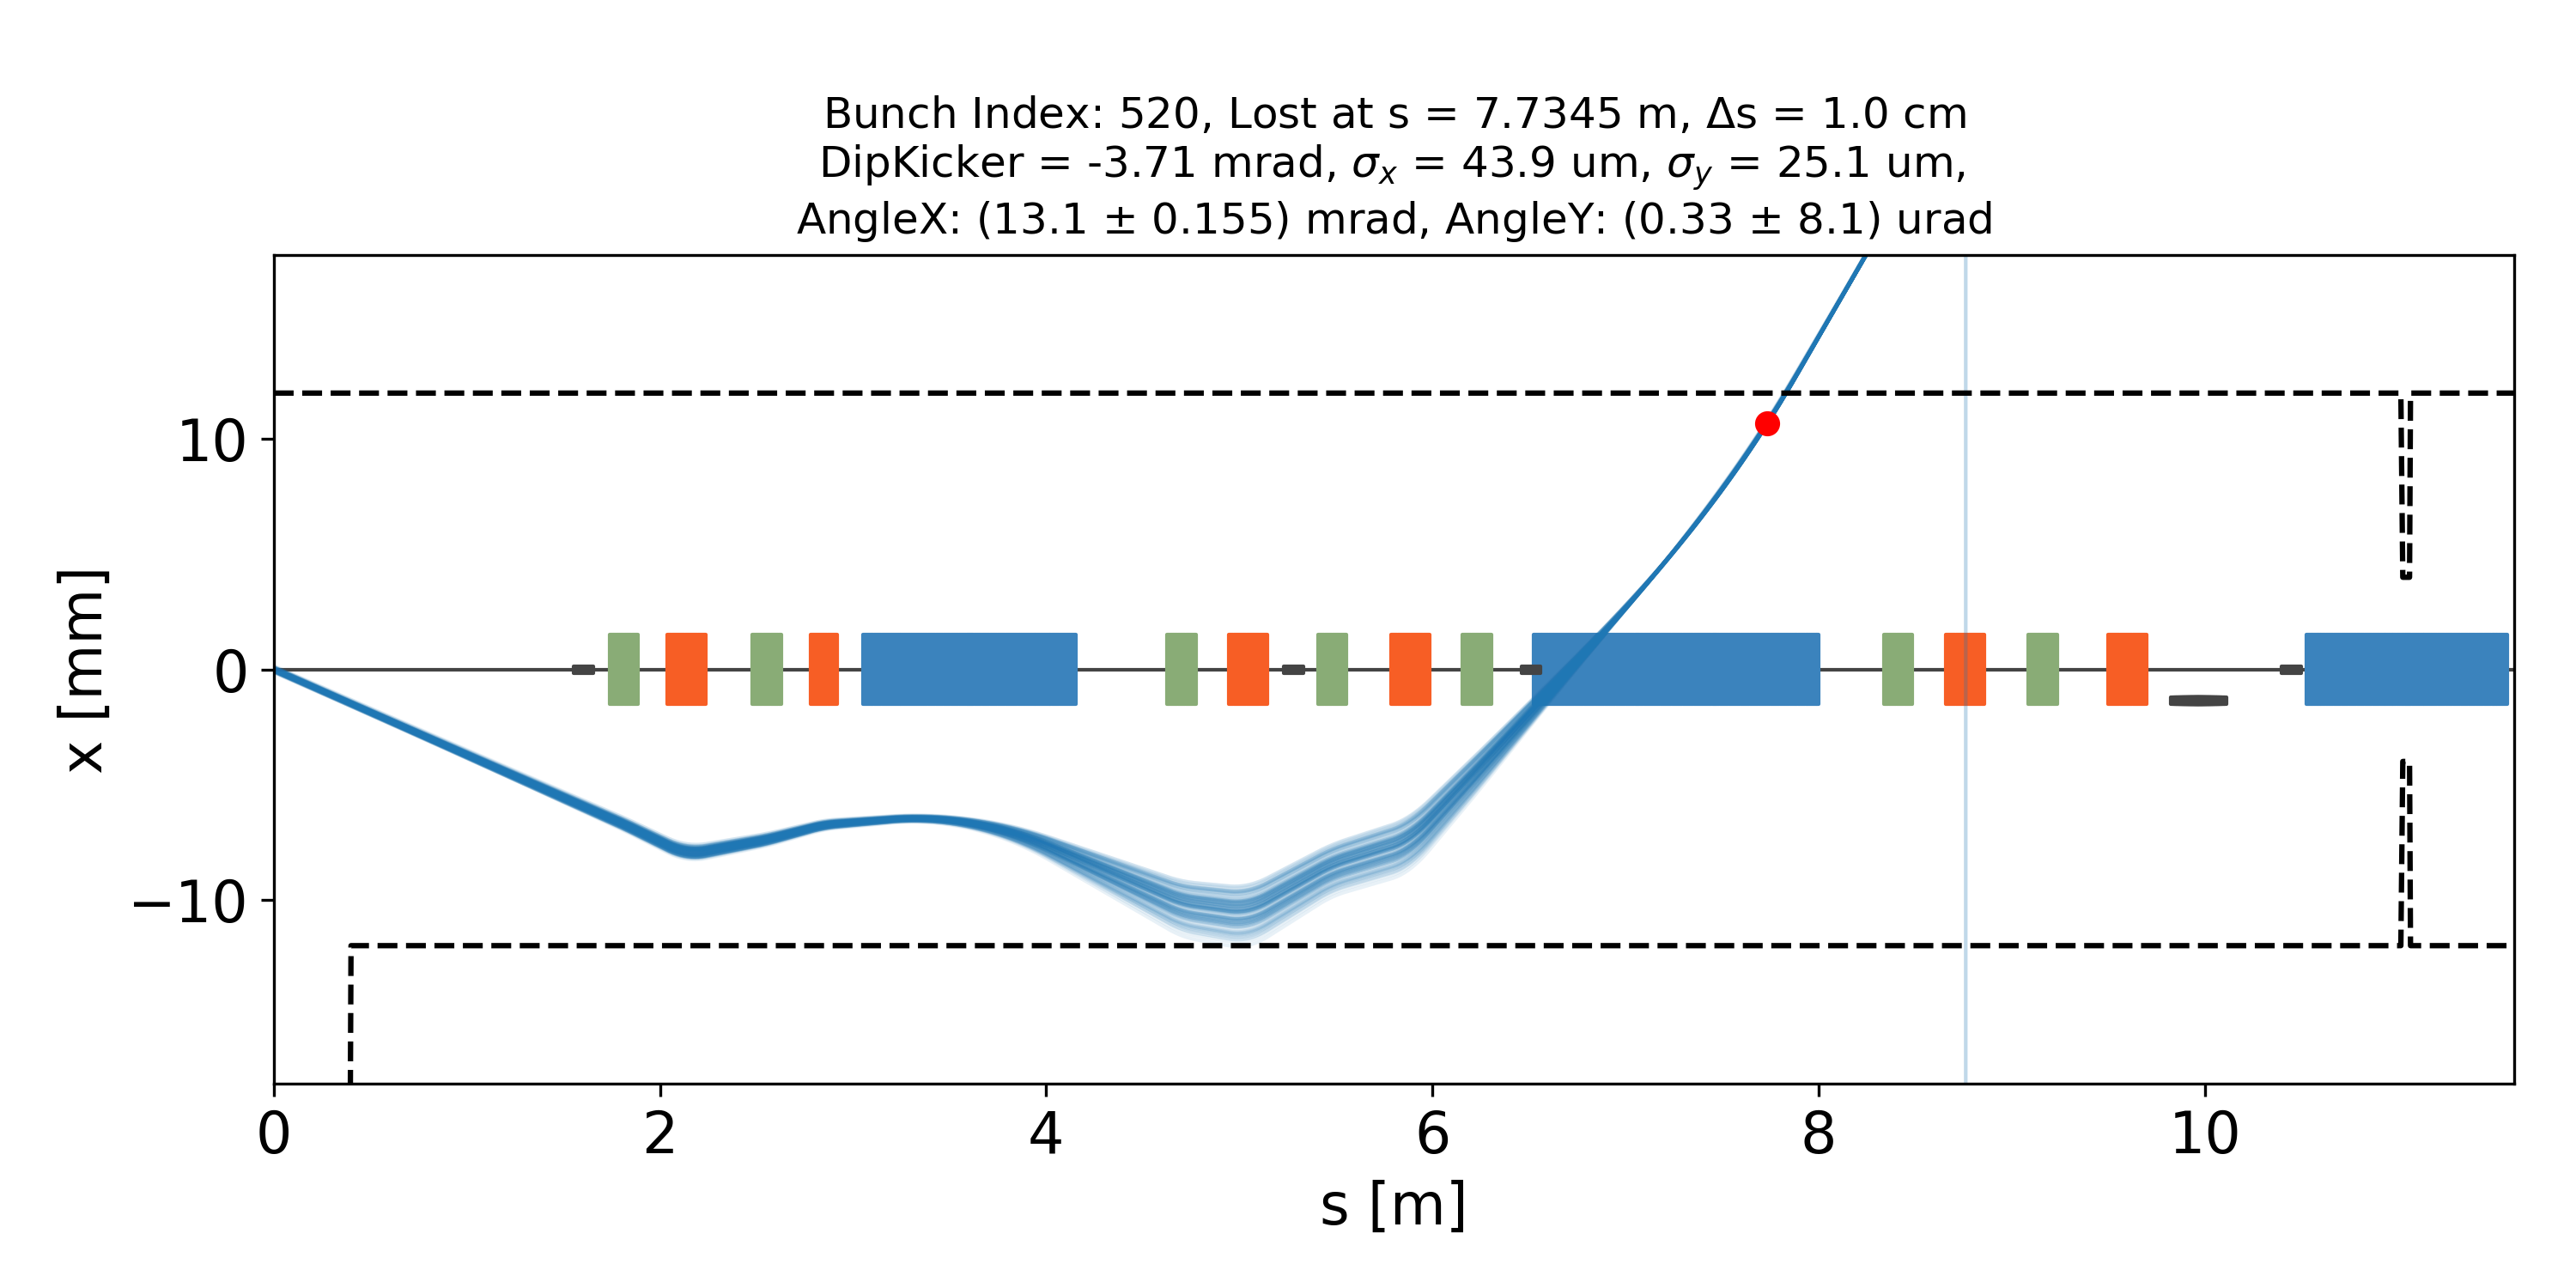 Bunch Index: 520, Lost at s = 7.7345 m, Δs = 1.0 cm
DipKicker = -3.71 mrad, σx = 43.9 um, σy = 25.1 um,
AngleX: (13.1 ± 0.155) mrad, AngleY: (0.33 ± 8.1) urad
x [mm]
10
0
−10
0 2 4 6 8 10
s [m]